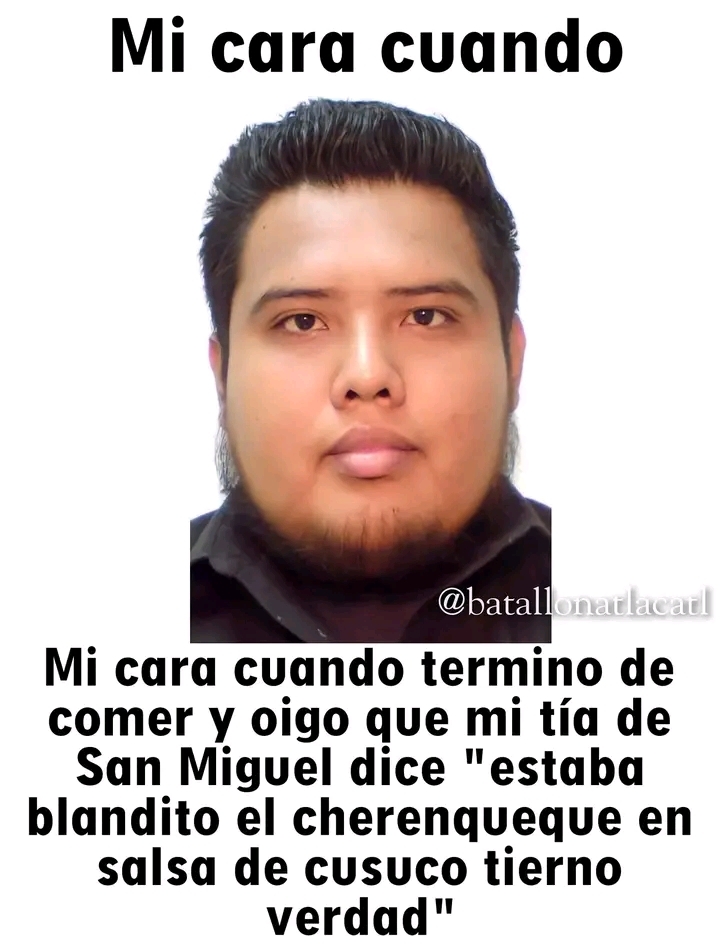 Mi cara cuando
@batallonatlacatl
Mi cara cuando termino de
comer y oigo que mi tía de
San Miguel dice "estaba
blandito el cherenqueque en
salsa de cusuco tierno
verdad"